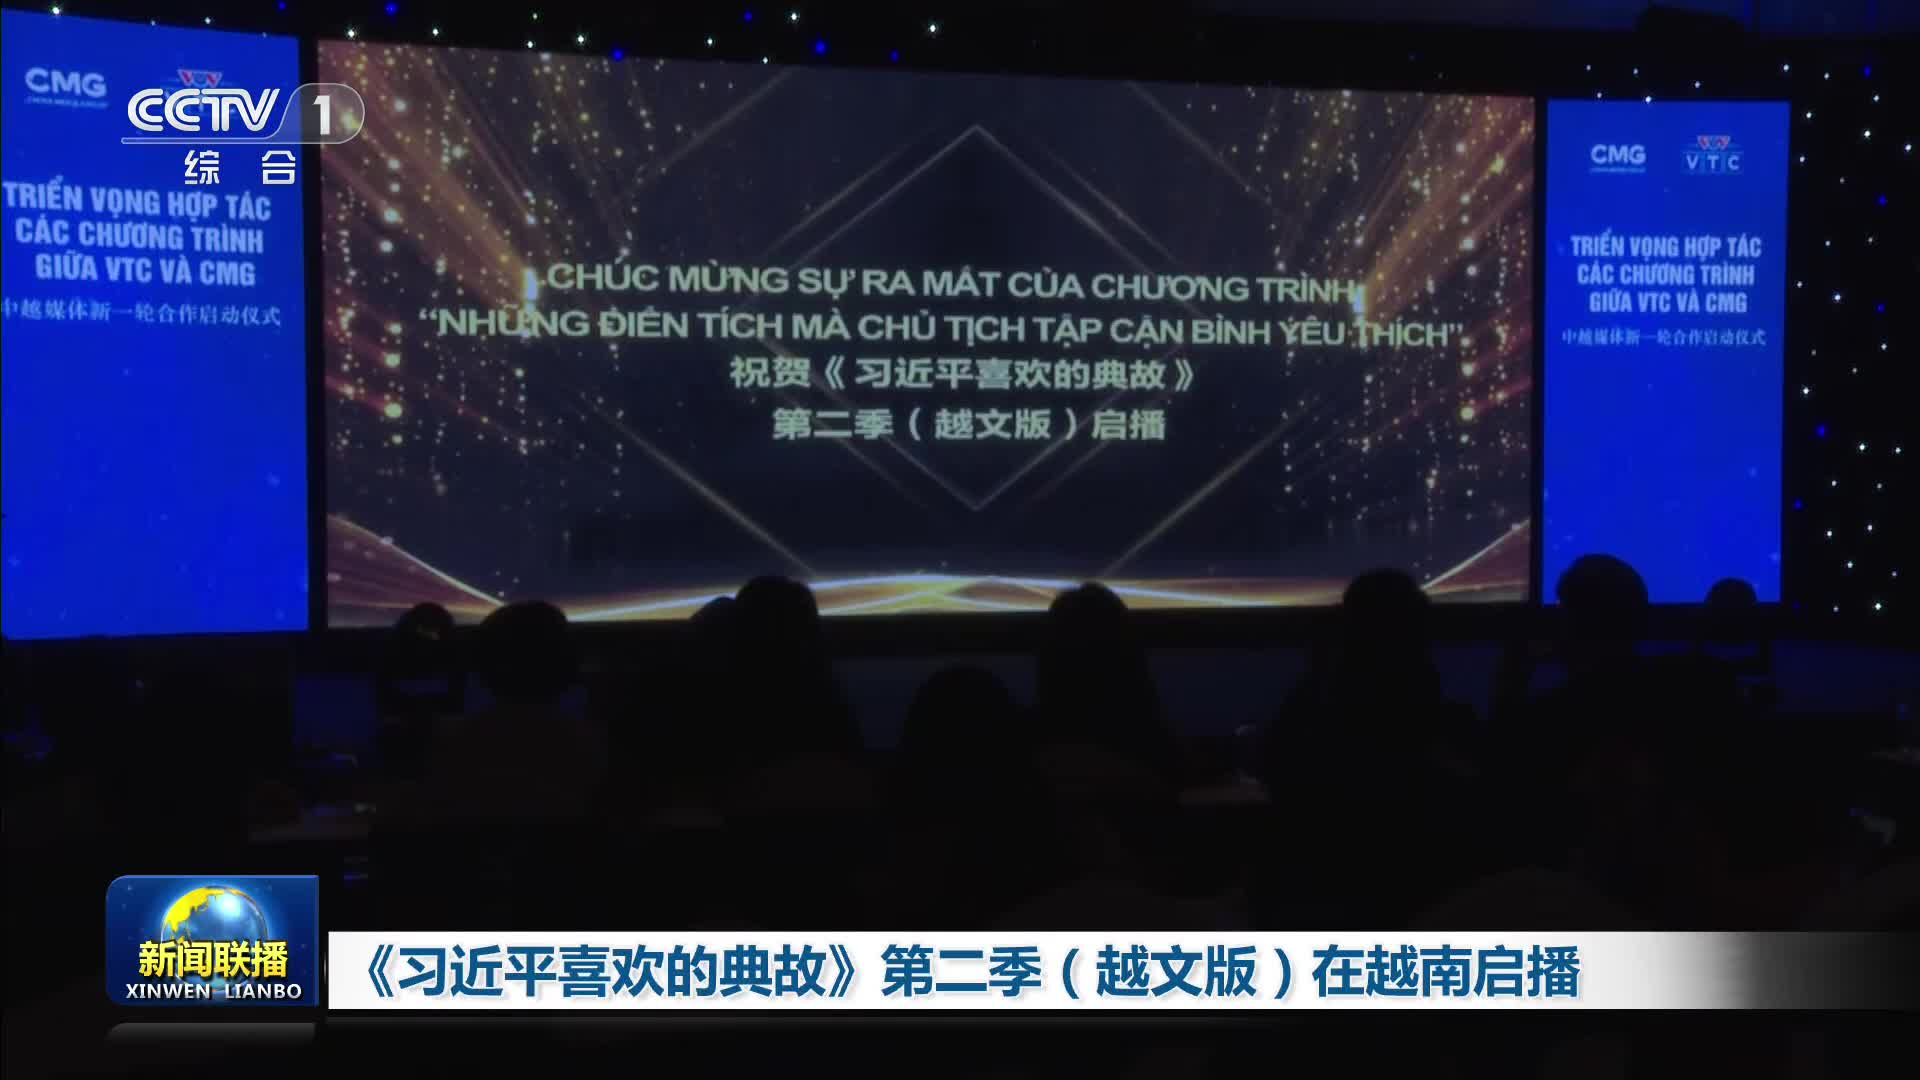 CMG
VOV
CCTV 1
综合
TRIỂN VỌNG HỢP TÁC
CÁC CHƯƠNG TRÌNH
GIỮA VTC VÀ CMG
中越媒体新一轮合作启动仪式
CHÚC MỪNG SỰ RA MẮT CỦA CHƯƠNG TRÌNH
“NHỮNG ĐIỂN TÍCH MÀ CHỦ TỊCH TẬP CẬN BÌNH YÊU THÍCH”
祝贺《习近平喜欢的典故》
第二季（越文版）启播
CMG
VOV
VTC
TRIỂN VỌNG HỢP TÁC
CÁC CHƯƠNG TRÌNH
GIỮA VTC VÀ CMG
中越媒体新一轮合作启动仪式
新闻联播
XINWEN LIANBO
《习近平喜欢的典故》第二季（越文版）在越南启播